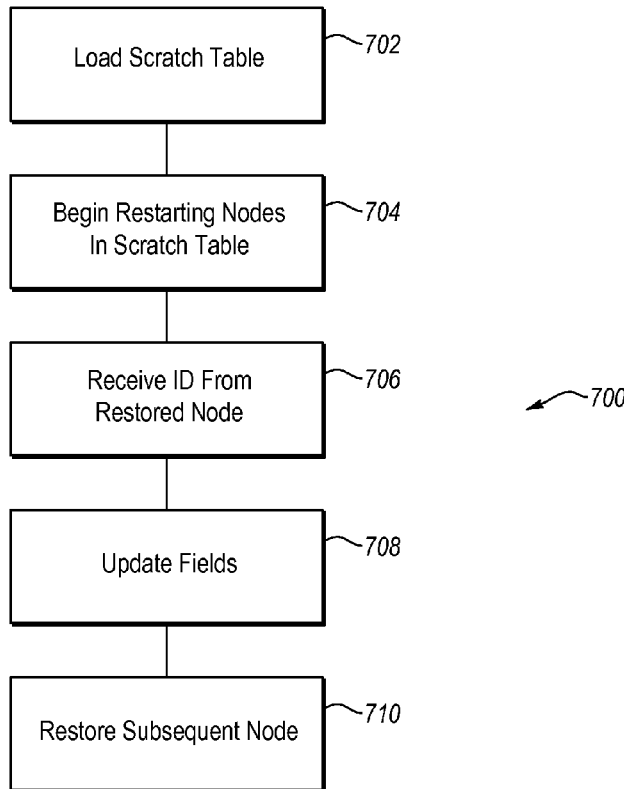 Load Scratch Table
702
Begin Restarting Nodes
In Scratch Table
704
Receive ID From
Restored Node
706
700
Update Fields
708
Restore Subsequent Node
710